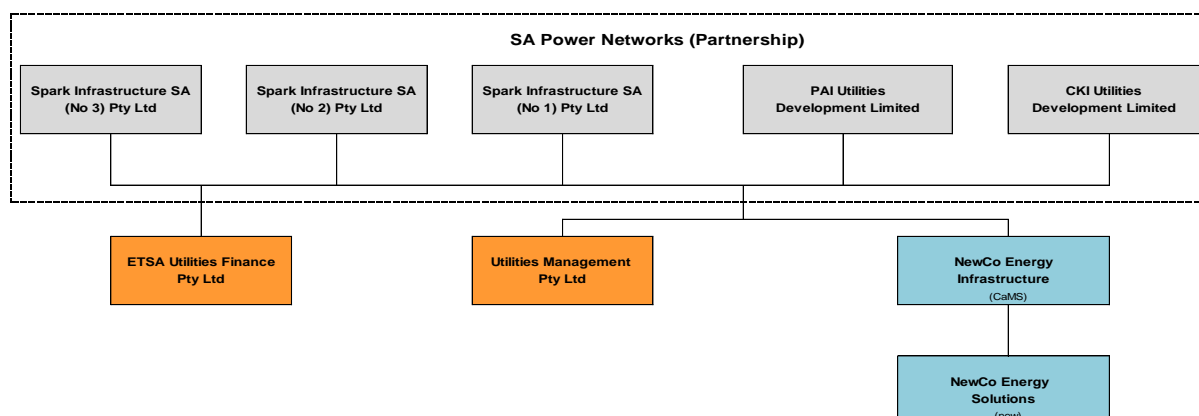 SA Power Networks (Partnership)
Spark Infrastructure SA
(No 3) Pty Ltd
Spark Infrastructure SA
(No 2) Pty Ltd
Spark Infrastructure SA
(No 1) Pty Ltd
PAI Utilities
Development Limited
CKI Utilities
Development Limited
ETSA Utilities Finance
Pty Ltd
Utilities Management
Pty Ltd
NewCo Energy
Infrastructure
(CaMS)
NewCo Energy
Solutions
(new)